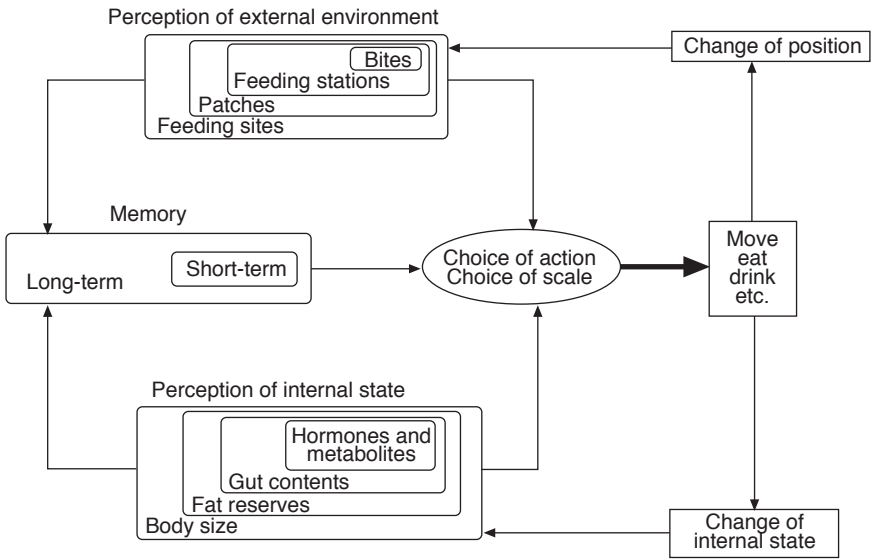 Perception of external environment
Bites
Feeding stations
Patches
Feeding sites
Change of position
Memory
Short-term
Long-term
Choice of action
Choice of scale
Move
eat
drink
etc.
Perception of internal state
Hormones and
metabolites
Gut contents
Fat reserves
Body size
Change of
internal state